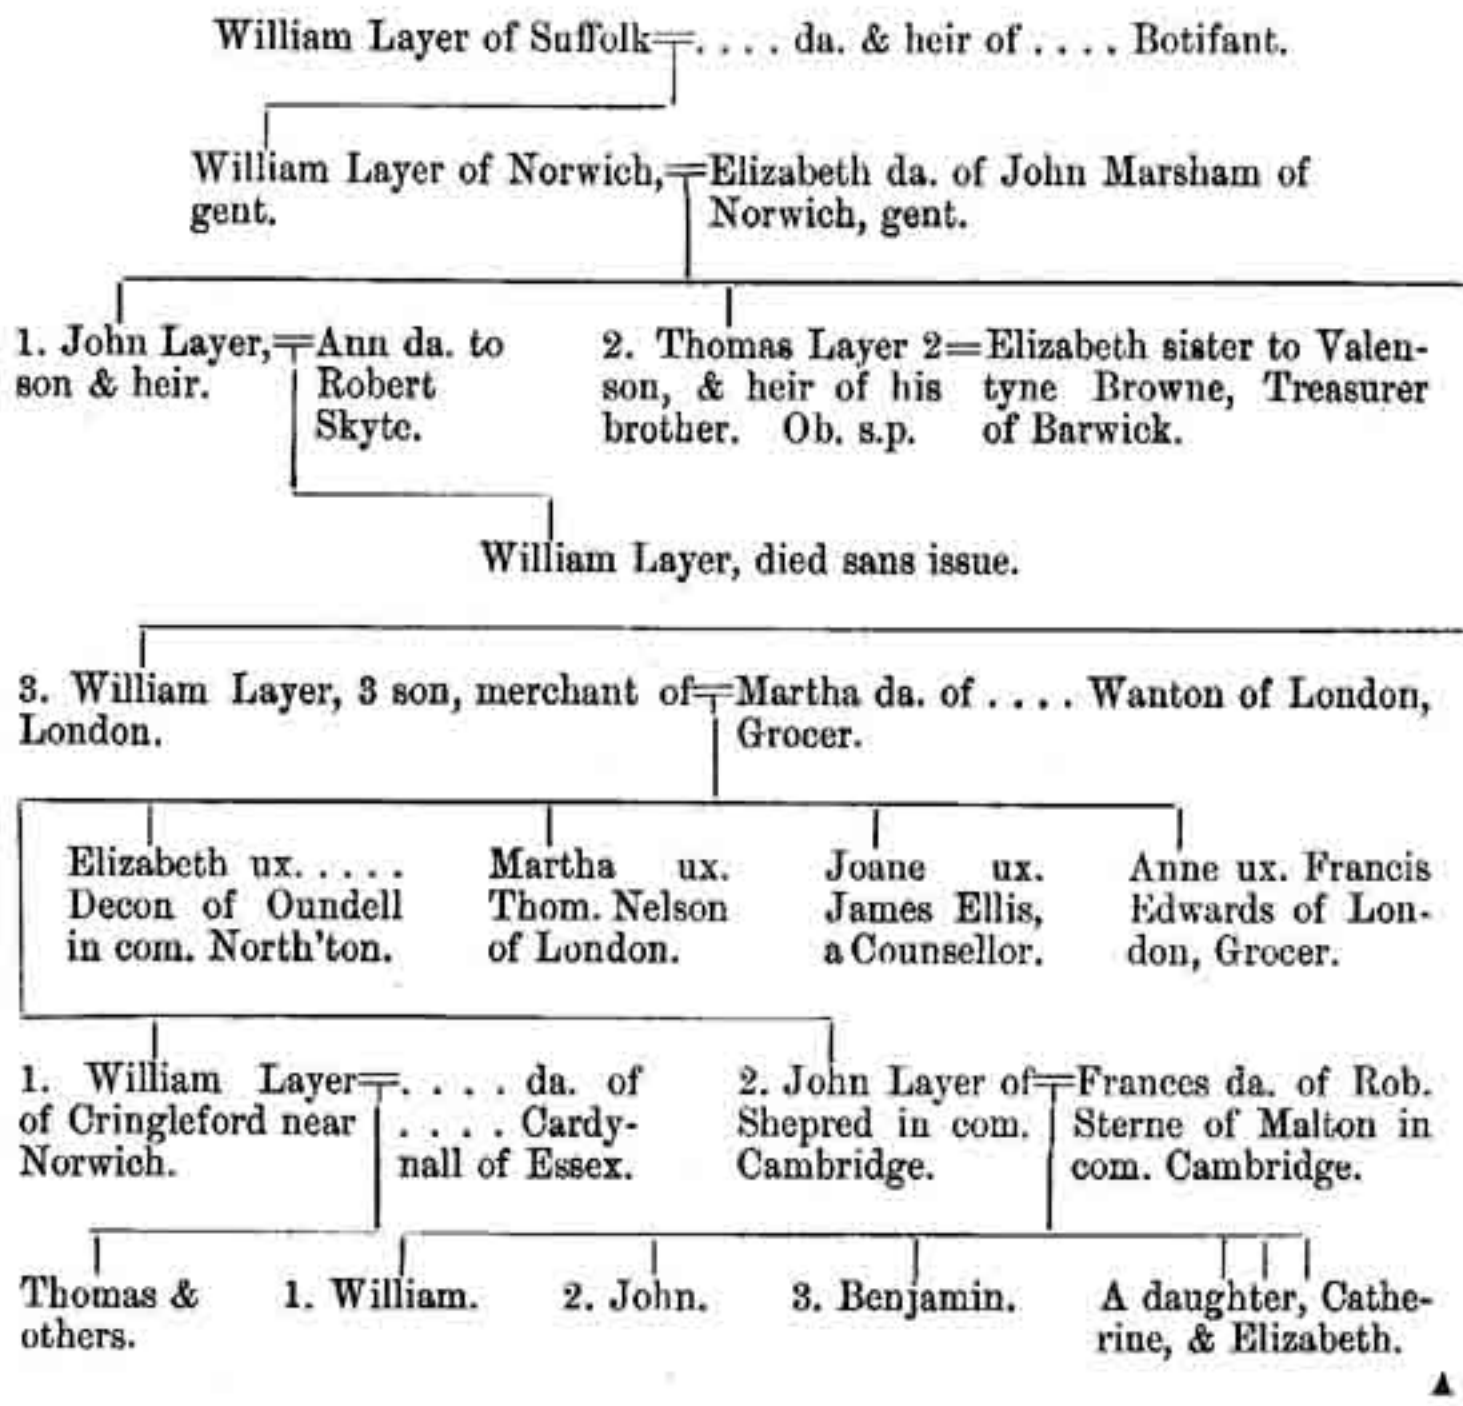 William Layer of Suffolk=. . . . da. & heir of . . . . Botifant.
William Layer of Norwich,=Elizabeth da. of John Marsham of
gent. Norwich, gent.
1. John Layer,=Ann da. to 2. Thomas Layer 2=Elizabeth sister to Valen-
son & heir. Robert son, & heir of his tyne Browne, Treasurer
Skyte. brother. Ob. s.p. of Barwick.
William Layer, died sans issue.
3. William Layer, 3 son, merchant of=Martha da. of . . . . Wanton of London,
London. Grocer.
Elizabeth ux. . . . . Martha ux. Joane ux. Anne ux. Francis
Decon of Oundell Thom. Nelson James Ellis, Edwards of Lon-
in com. North'ton. of London. a Counsellor. don, Grocer.
1. William Layer=. . . . da. of 2. John Layer of=Frances da. of Rob.
of Cringleford near . . . . Cardy- Shepred in com. Sterne of Malton in
Norwich. nall of Essex. Cambridge. com. Cambridge.
Thomas & 1. William. 2. John. 3. Benjamin. A daughter, Cathe-
others. rine, & Elizabeth.